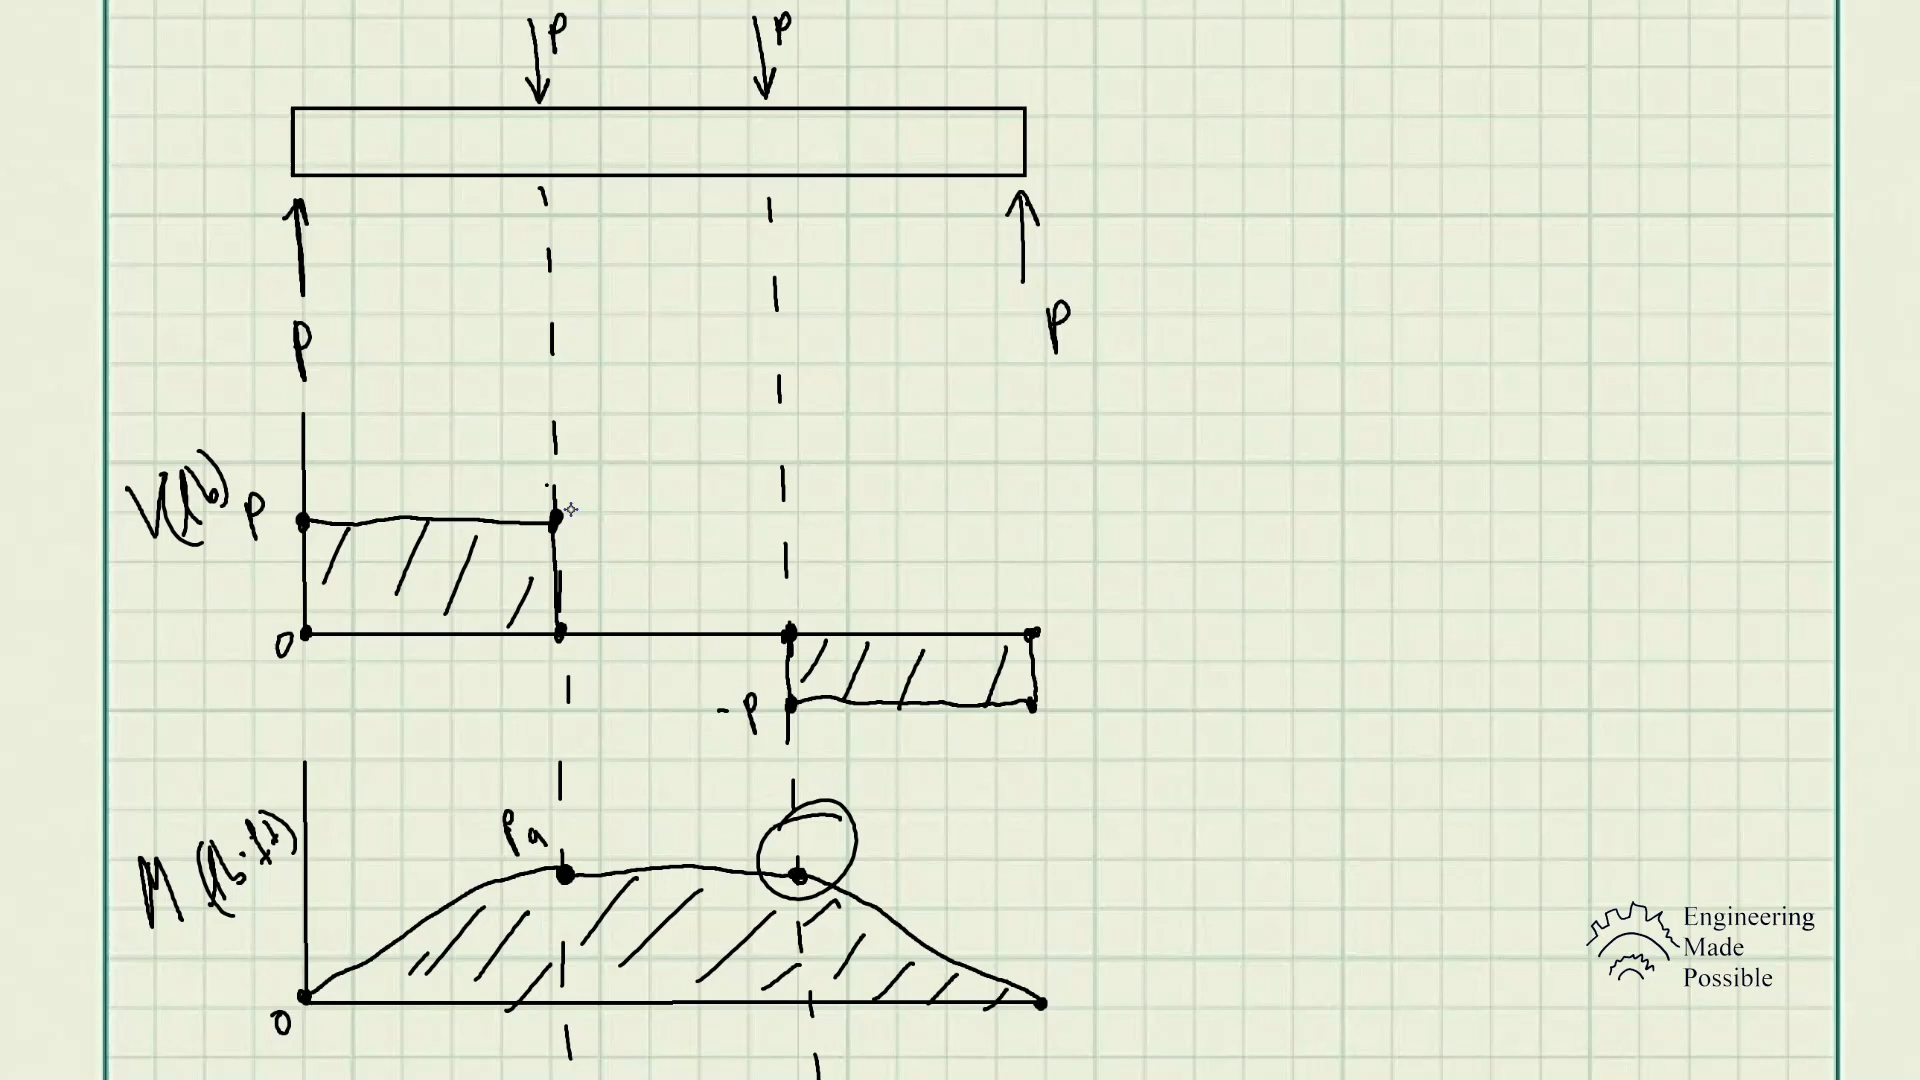 P
P
P
P
V(lb)
P
0
-P
Pa
M (lb·ft)
0
Engineering
Made
Possible